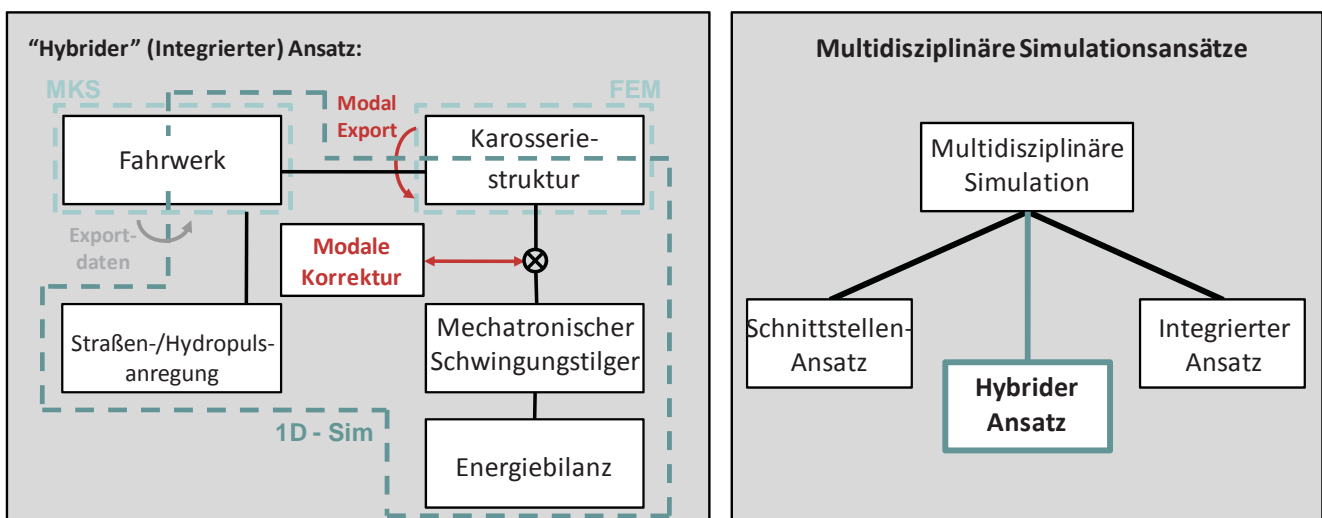 “Hybrider” (Integrierter) Ansatz:
MKS
FEM
Modal
Export
Fahrwerk
Karosserie-
struktur
Export-
daten
Modale
Korrektur
Straßen-/Hydropuls-
anregung
Mechatronischer
Schwingungstilger
1D - Sim
Energiebilanz
Multidisziplinäre Simulationsansätze
Multidisziplinäre
Simulation
Schnittstellen-
Ansatz
Hybrider
Ansatz
Integrierter
Ansatz